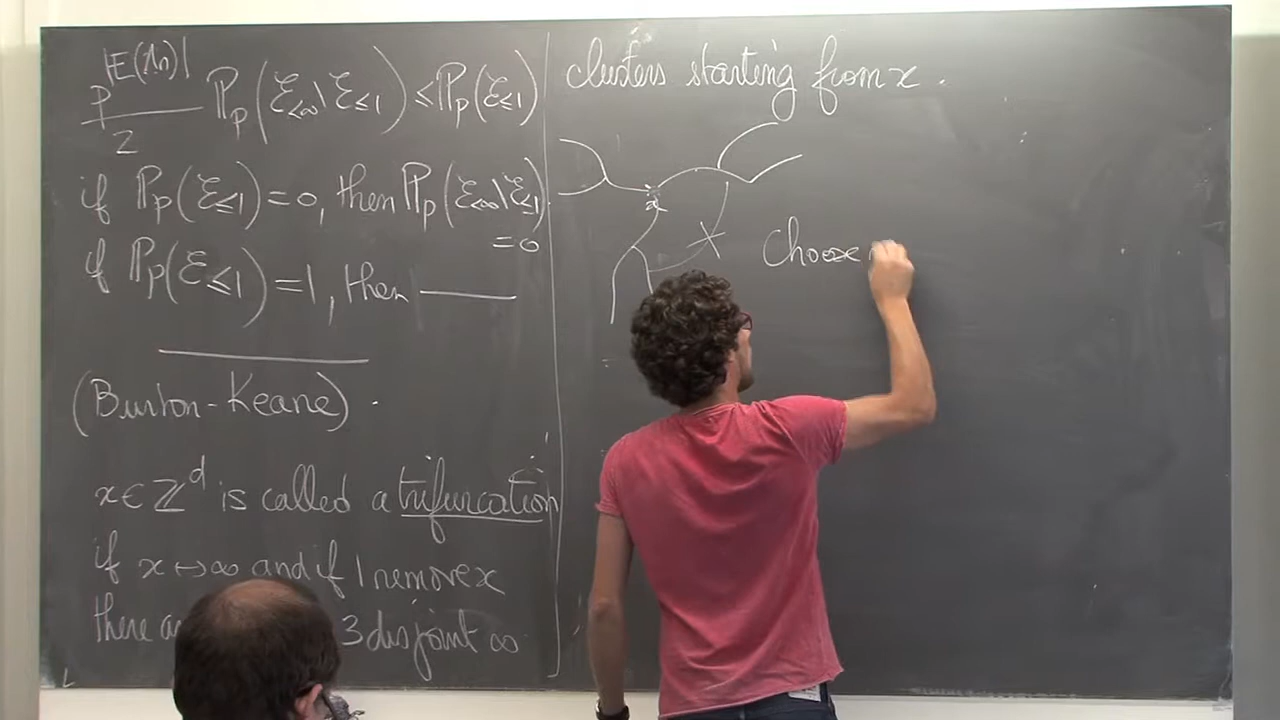 p^{|E(Λn)|}/2 ℙp(ℰ<∞ \ ℰ≤1) ≤ ℙp(ℰ≤1)
if ℙp(ℰ≤1) = 0, then ℙp(ℰ<∞ \ ℰ≤1)
= 0
if ℙp(ℰ≤1) = 1, then ———
(Burton-Keane).
x ∈ ℤ^d is called a trifurcation
if x ↔ ∞ and if I remove x
there 3 disjoint ∞
clusters starting from x.
x
Choose